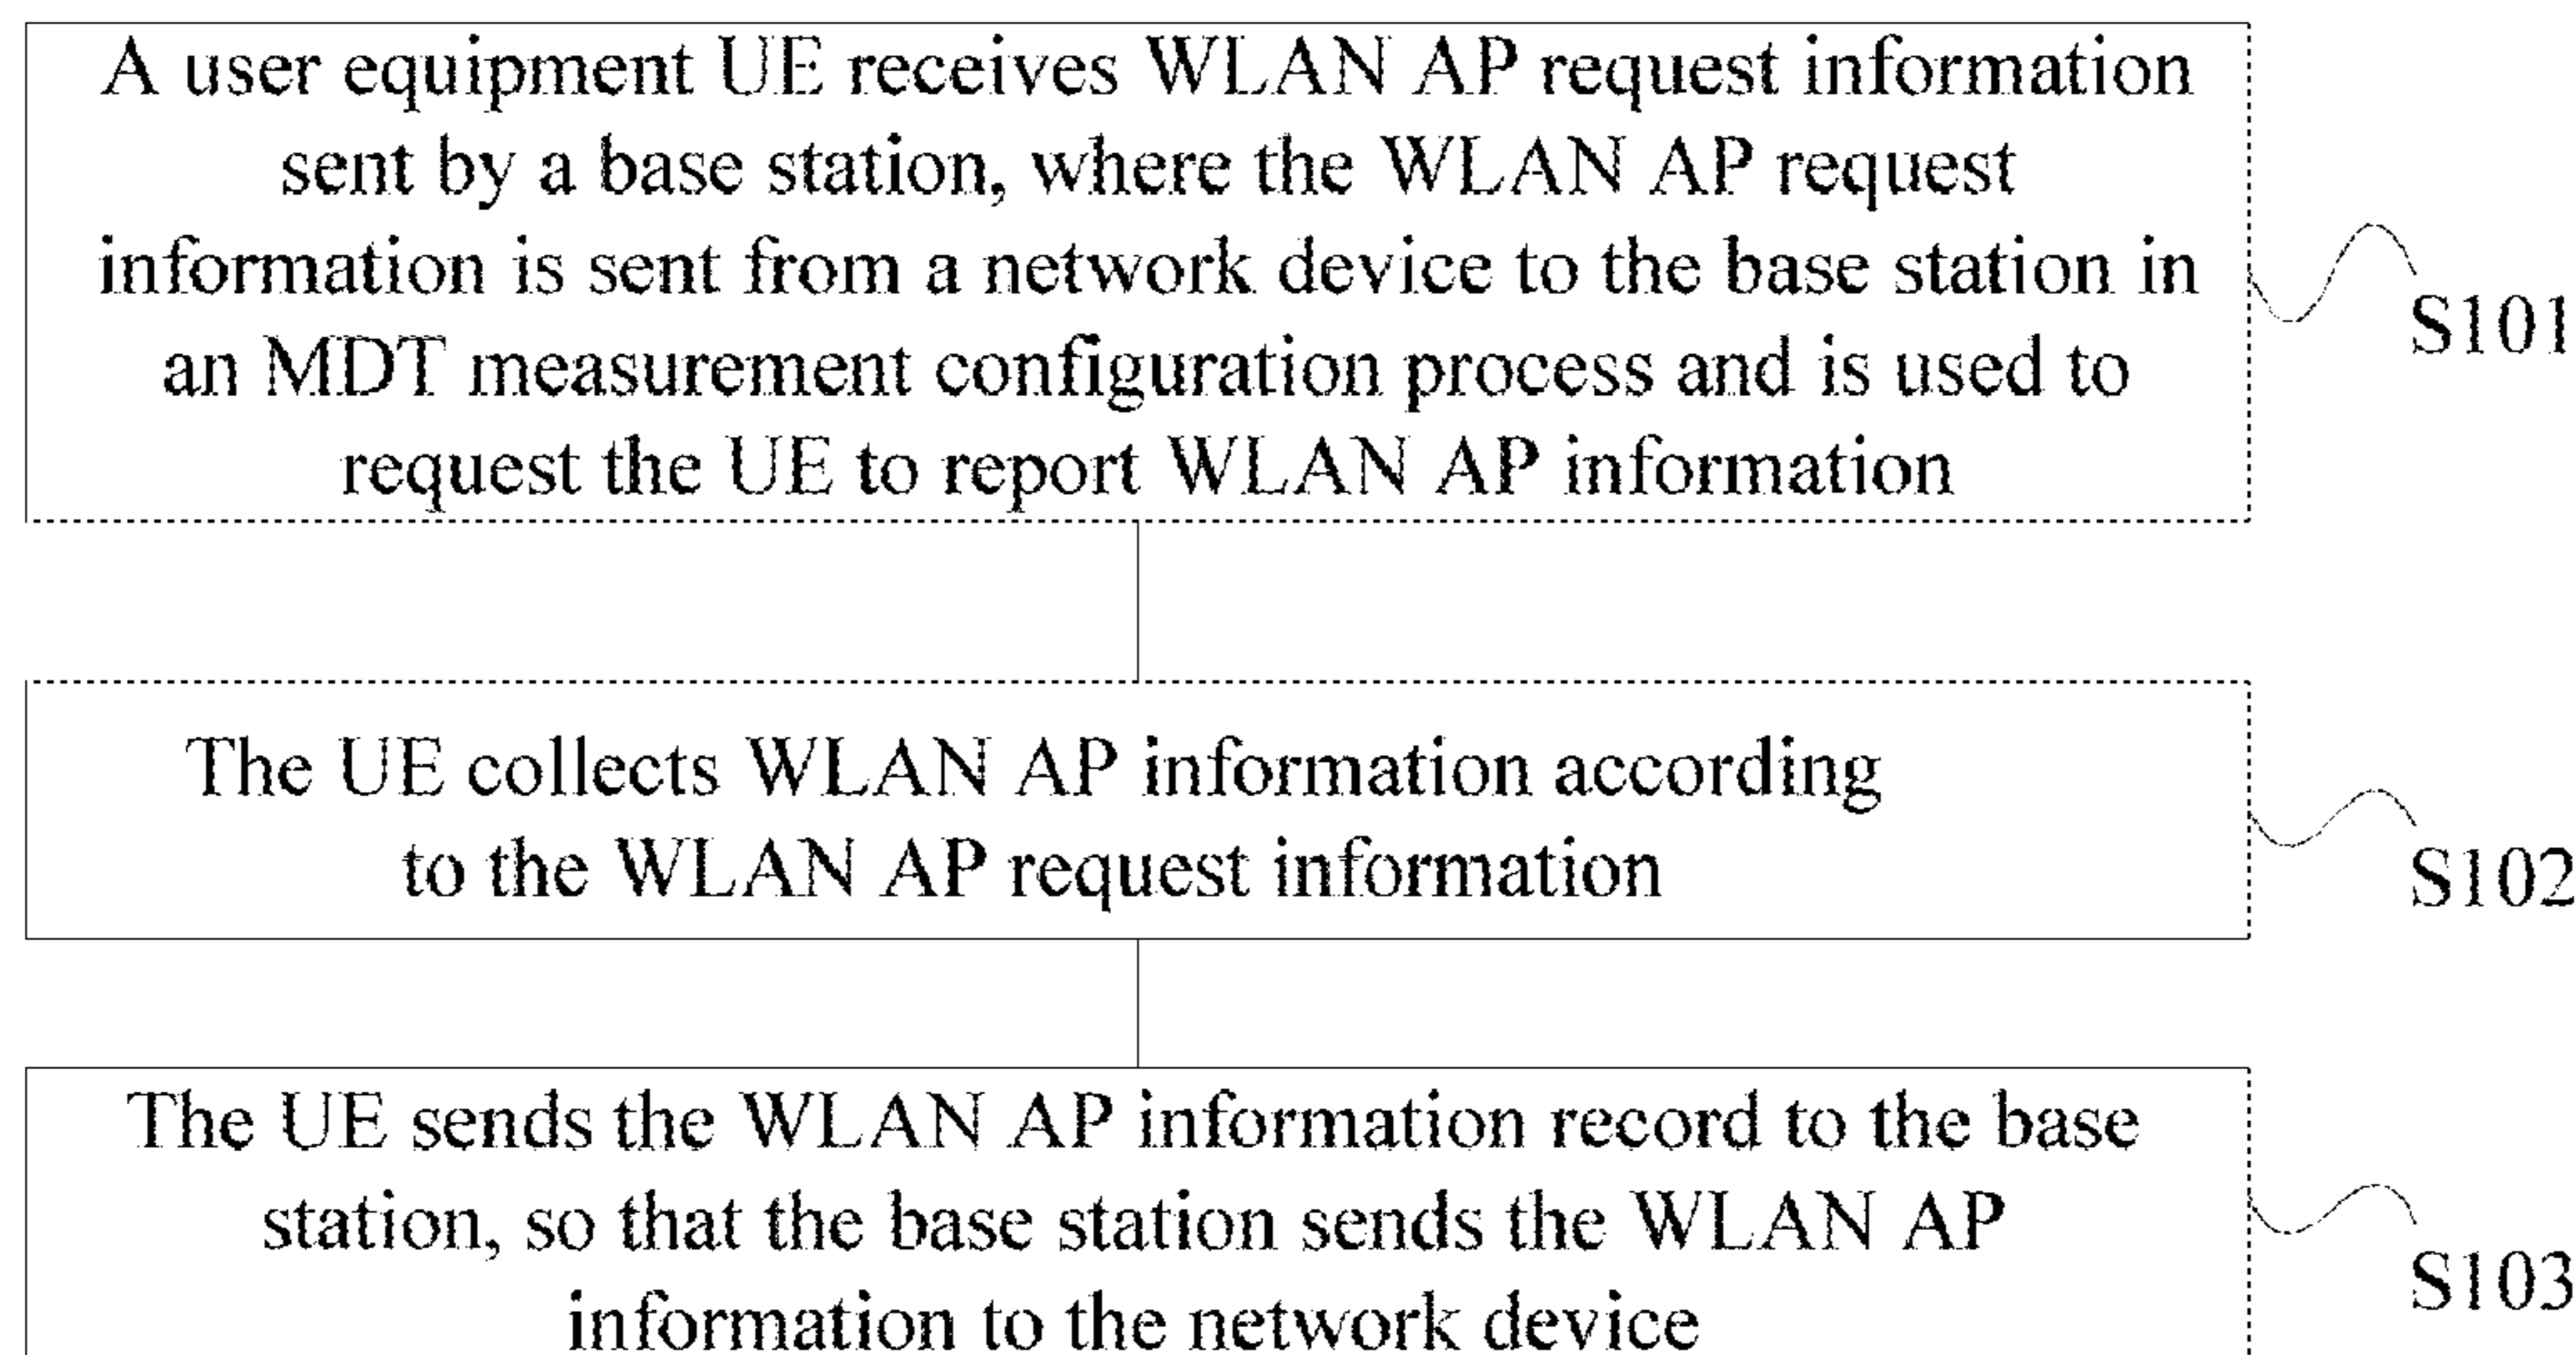 A user equipment UE receives WLAN AP request information
sent by a base station, where the WLAN AP request
information is sent from a network device to the base station in
an MDT measurement configuration process and is used to
request the UE to report WLAN AP information
S101
The UE collects WLAN AP information according
to the WLAN AP request information
S102
The UE sends the WLAN AP information record to the base
station, so that the base station sends the WLAN AP
information to the network device
S103